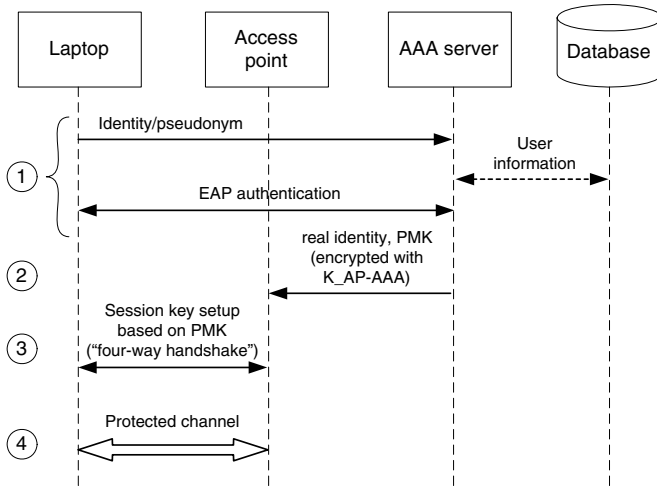 Laptop
Access
point
AAA server
Database
Identity/pseudonym
User
information
1
EAP authentication
real identity, PMK
(encrypted with
K_AP-AAA)
2
Session key setup
based on PMK
(“four-way handshake”)
3
Protected channel
4